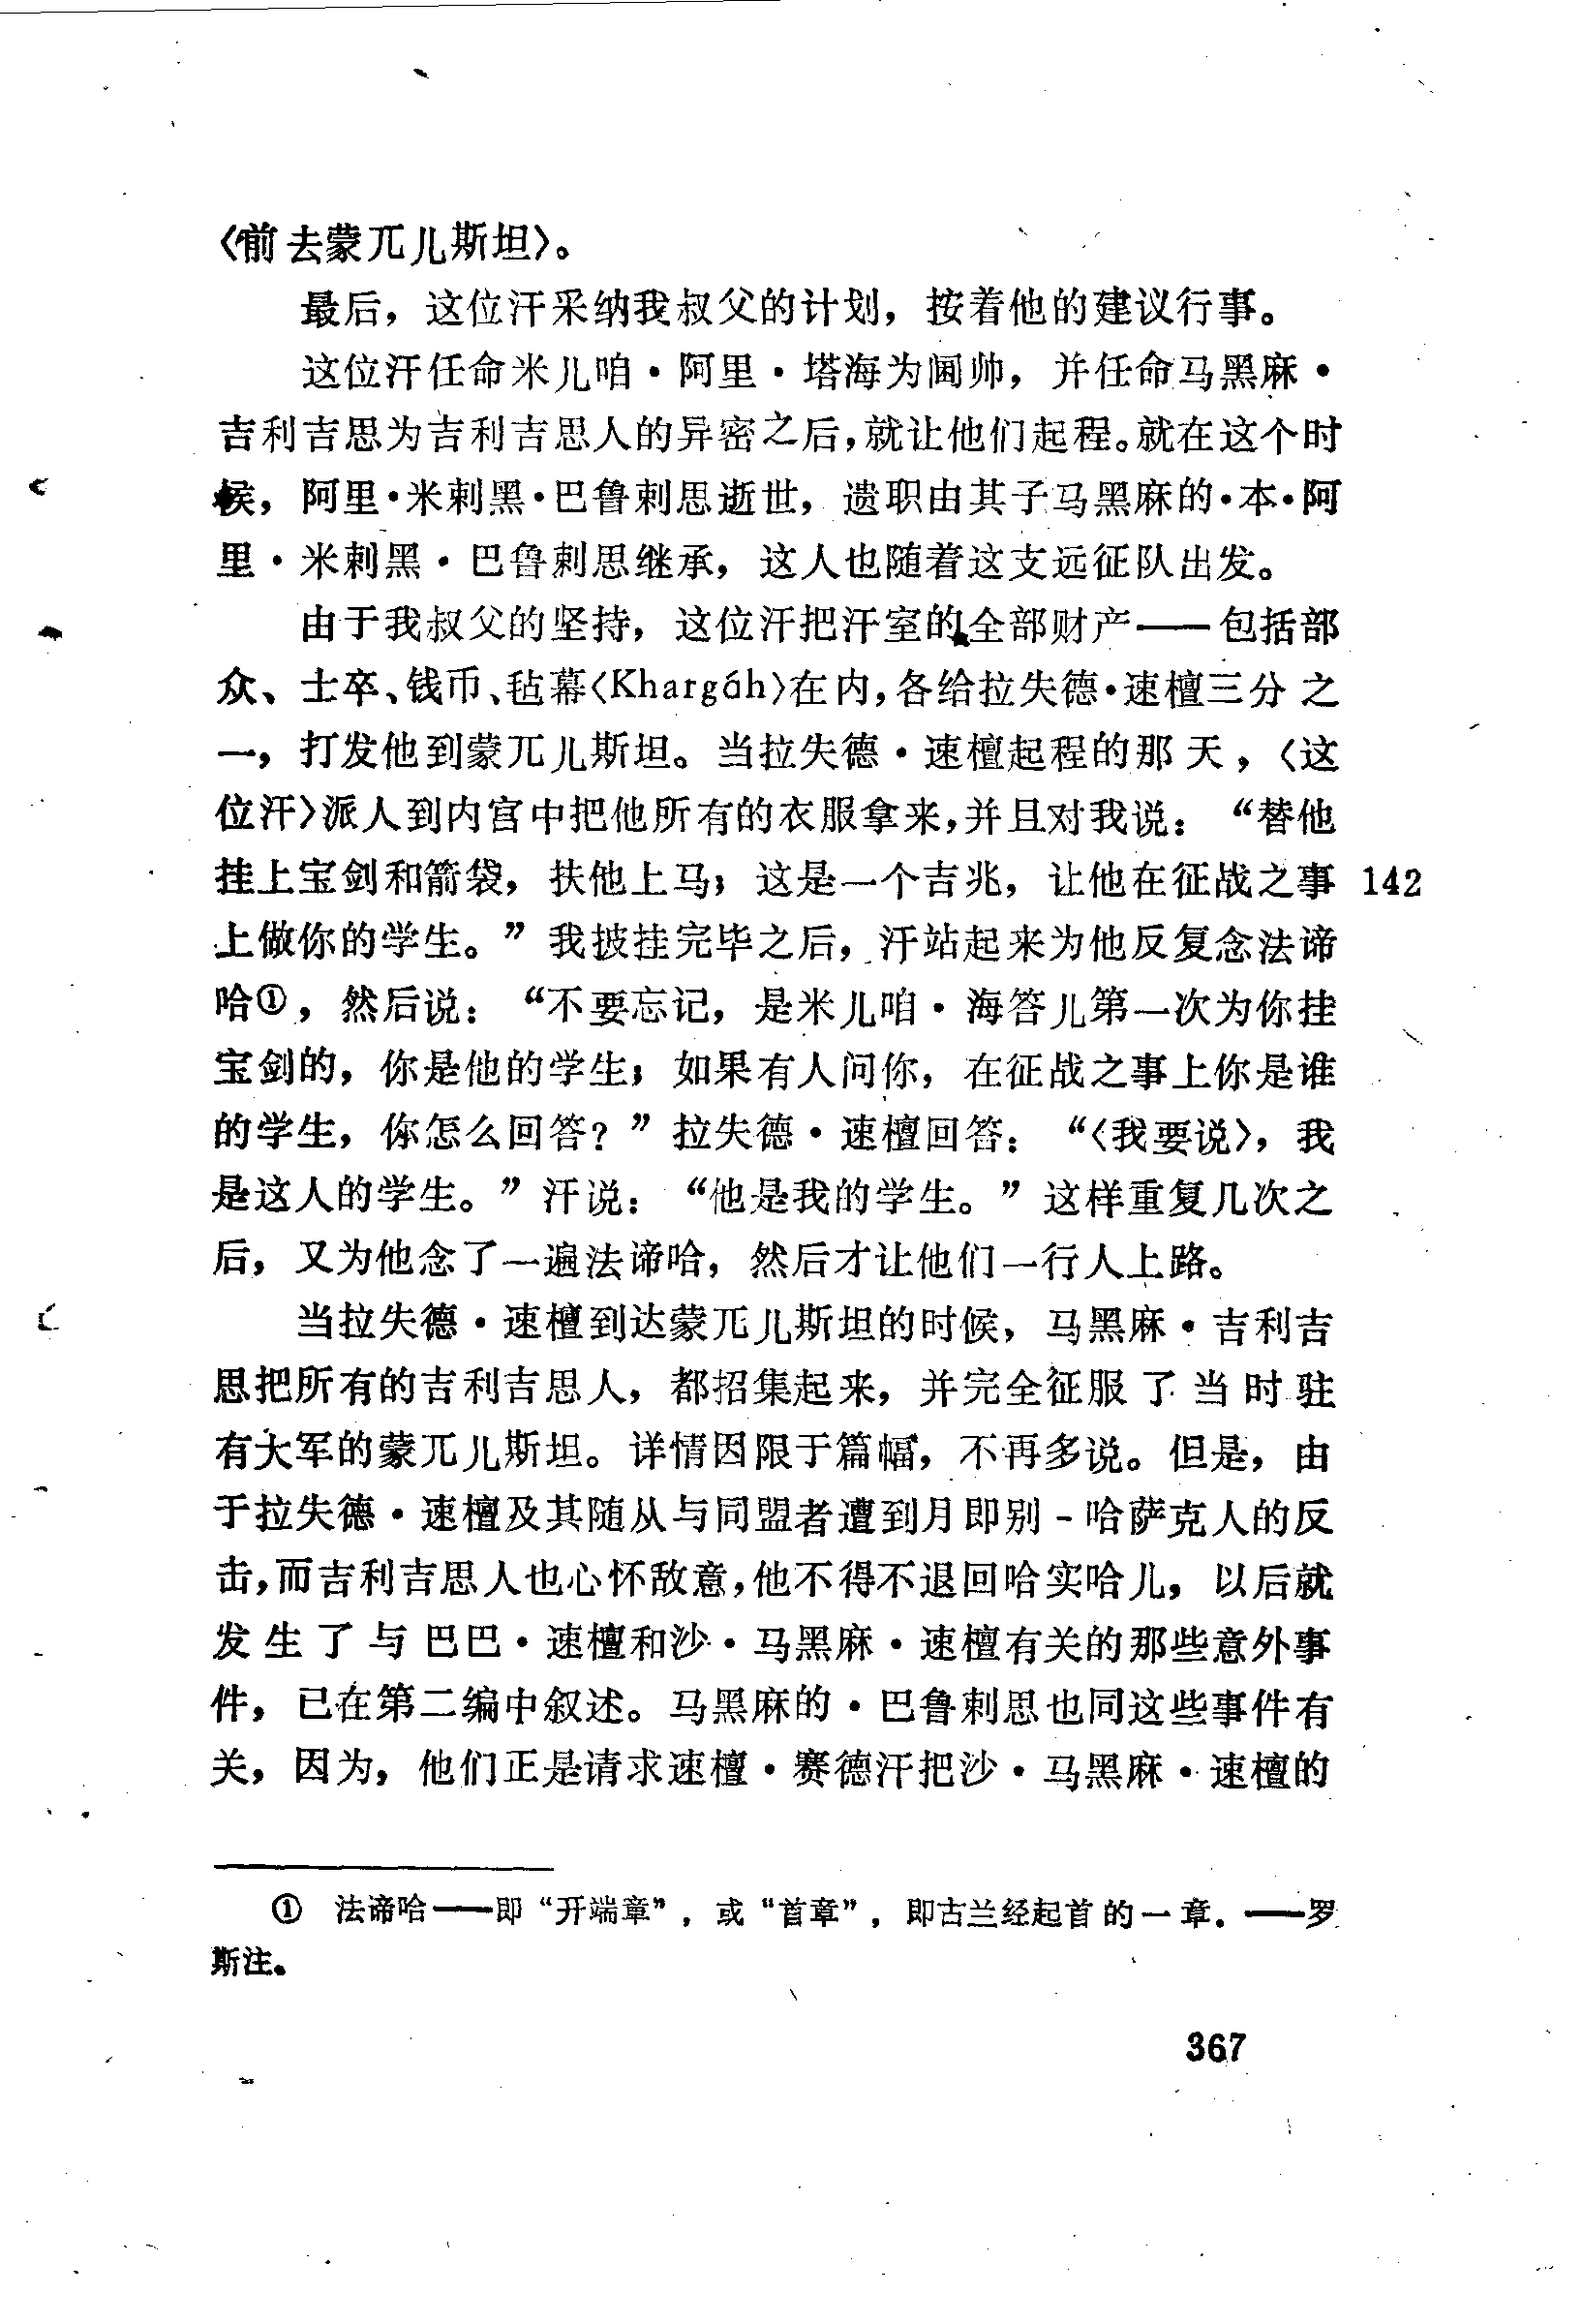 〈前去蒙兀儿斯坦〉。
最后，这位汗采纳我叔父的计划，按着他的建议行事。
这位汗任命米儿咱·阿里·塔海为阃帅，并任命马黑麻·
吉利吉思为吉利吉思人的异密之后，就让他们起程。就在这个时
候，阿里·米剌黑·巴鲁剌思逝世，遗职由其子马黑麻的·本·阿
里·米剌黑·巴鲁剌思继承，这人也随着这支远征队出发。
由于我叔父的坚持，这位汗把汗室的全部财产——包括部
众、士卒、钱币、毡幕〈Khargáh〉在内，各给拉失德·速檀三分之
一，打发他到蒙兀儿斯坦。当拉失德·速檀起程的那天，〈这
位汗〉派人到内宫中把他所有的衣服拿来，并且对我说：“替他
挂上宝剑和箭袋，扶他上马；这是一个吉兆，让他在征战之事 142
上做你的学生。”我披挂完毕之后，汗站起来为他反复念法谛
哈①，然后说：“不要忘记，是米儿咱·海答儿第一次为你挂
宝剑的，你是他的学生；如果有人问你，在征战之事上你是谁
的学生，你怎么回答？”拉失德·速檀回答：“〈我要说〉，我
是这人的学生。”汗说：“他是我的学生。”这样重复几次之
后，又为他念了一遍法谛哈，然后才让他们一行人上路。
当拉失德·速檀到达蒙兀儿斯坦的时候，马黑麻·吉利吉
思把所有的吉利吉思人，都招集起来，并完全征服了当时驻
有大军的蒙兀儿斯坦。详情因限于篇幅，不再多说。但是，由
于拉失德·速檀及其随从与同盟者遭到月即别-哈萨克人的反
击，而吉利吉思人也心怀敌意，他不得不退回哈实哈儿，以后就
发生了与巴巴·速檀和沙·马黑麻·速檀有关的那些意外事
件，已在第二编中叙述。马黑麻的·巴鲁剌思也同这些事件有
关，因为，他们正是请求速檀·赛德汗把沙·马黑麻·速檀的
① 法谛哈——即“开端章”，或“首章”，即古兰经起首的一章．——罗
斯注。
367